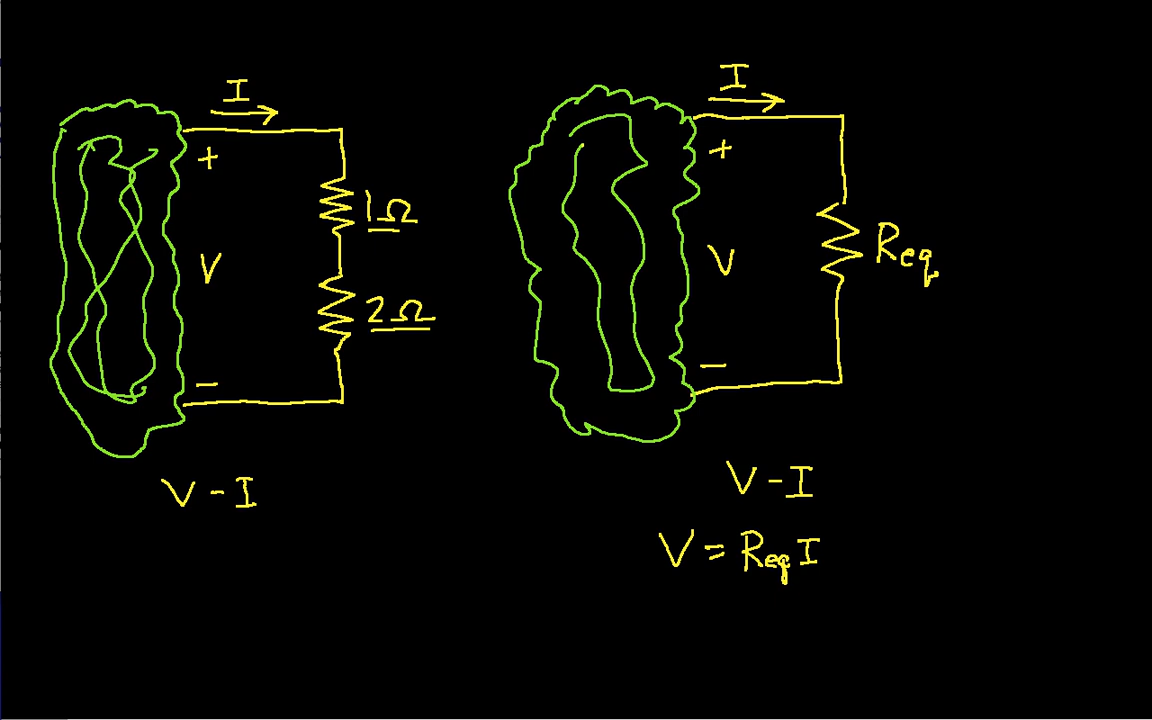 I
+
1Ω
V
2Ω
−
V - I
I
+
V
Req
−
V - I
V = Req I